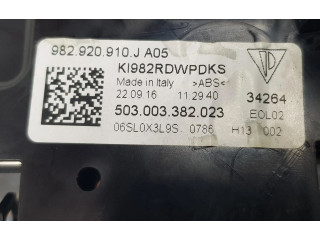 982.920.910.J A05
KI982RDWPDKS
Made in Italy >ABS<
22.09.16 11:29:40 34264
503.003.382.023 EOL02
06SL0X3L9S 0786 H13 002